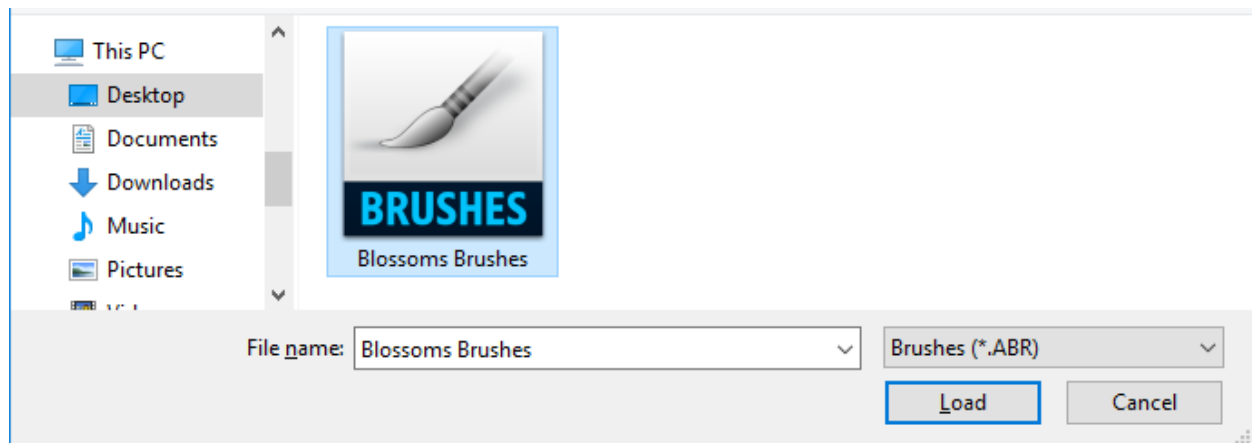 This PC
Desktop
Documents
Downloads
Music
Pictures
BRUSHES
Blossoms Brushes
File name: Blossoms Brushes
Brushes (*.ABR)
Load
Cancel